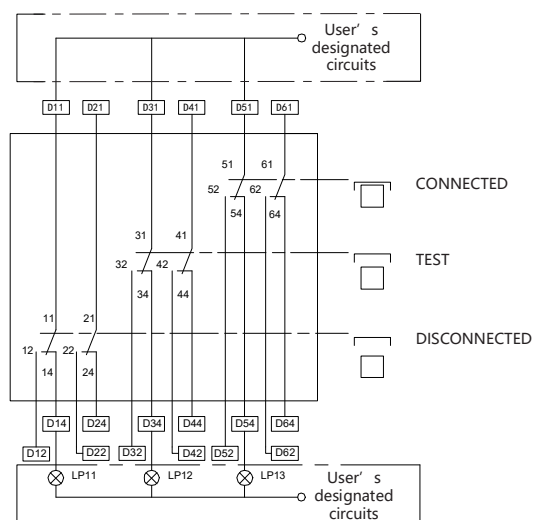 User's
designated
circuits
D11 D21 D31 D41 D51 D61
51 61
52 62
54 64
CONNECTED
31 41
32 42
34 44
TEST
11 21
12 22
14 24
DISCONNECTED
D14 D24 D34 D44 D54 D64
D12 D22 D32 D42 D52 D62
LP11 LP12 LP13
User's
designated
circuits